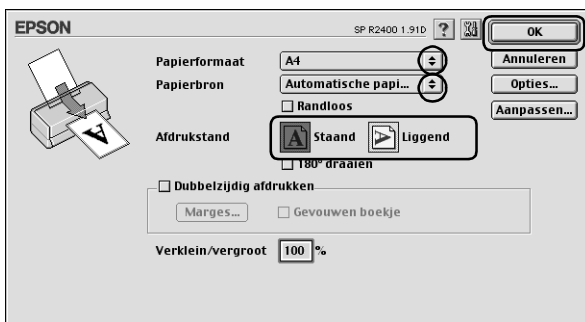 EPSON SP R2400 1.91D ? OK
Papierformaat A4 Annuleren
Papierbron Automatische papi... Opties...
Randloos Aanpassen...
Afdrukstand A Staand A Liggend
180° draaien
Dubbelzijdig afdrukken
Marges... Gevouwen boekje
Verklein/vergroot 100 %
A